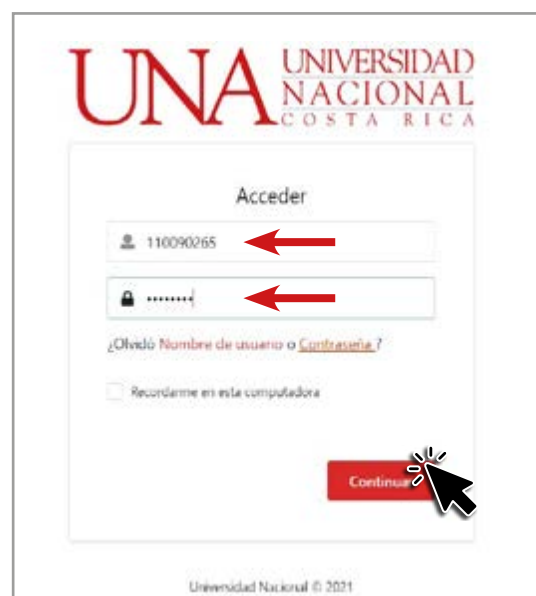 UNA UNIVERSIDAD
NACIONAL
COSTA RICA
Acceder
110090265
••••••••
¿Olvidó Nombre de usuario o Contraseña ?
Recordarme en esta computadora
Continuar
Universidad Nacional © 2021